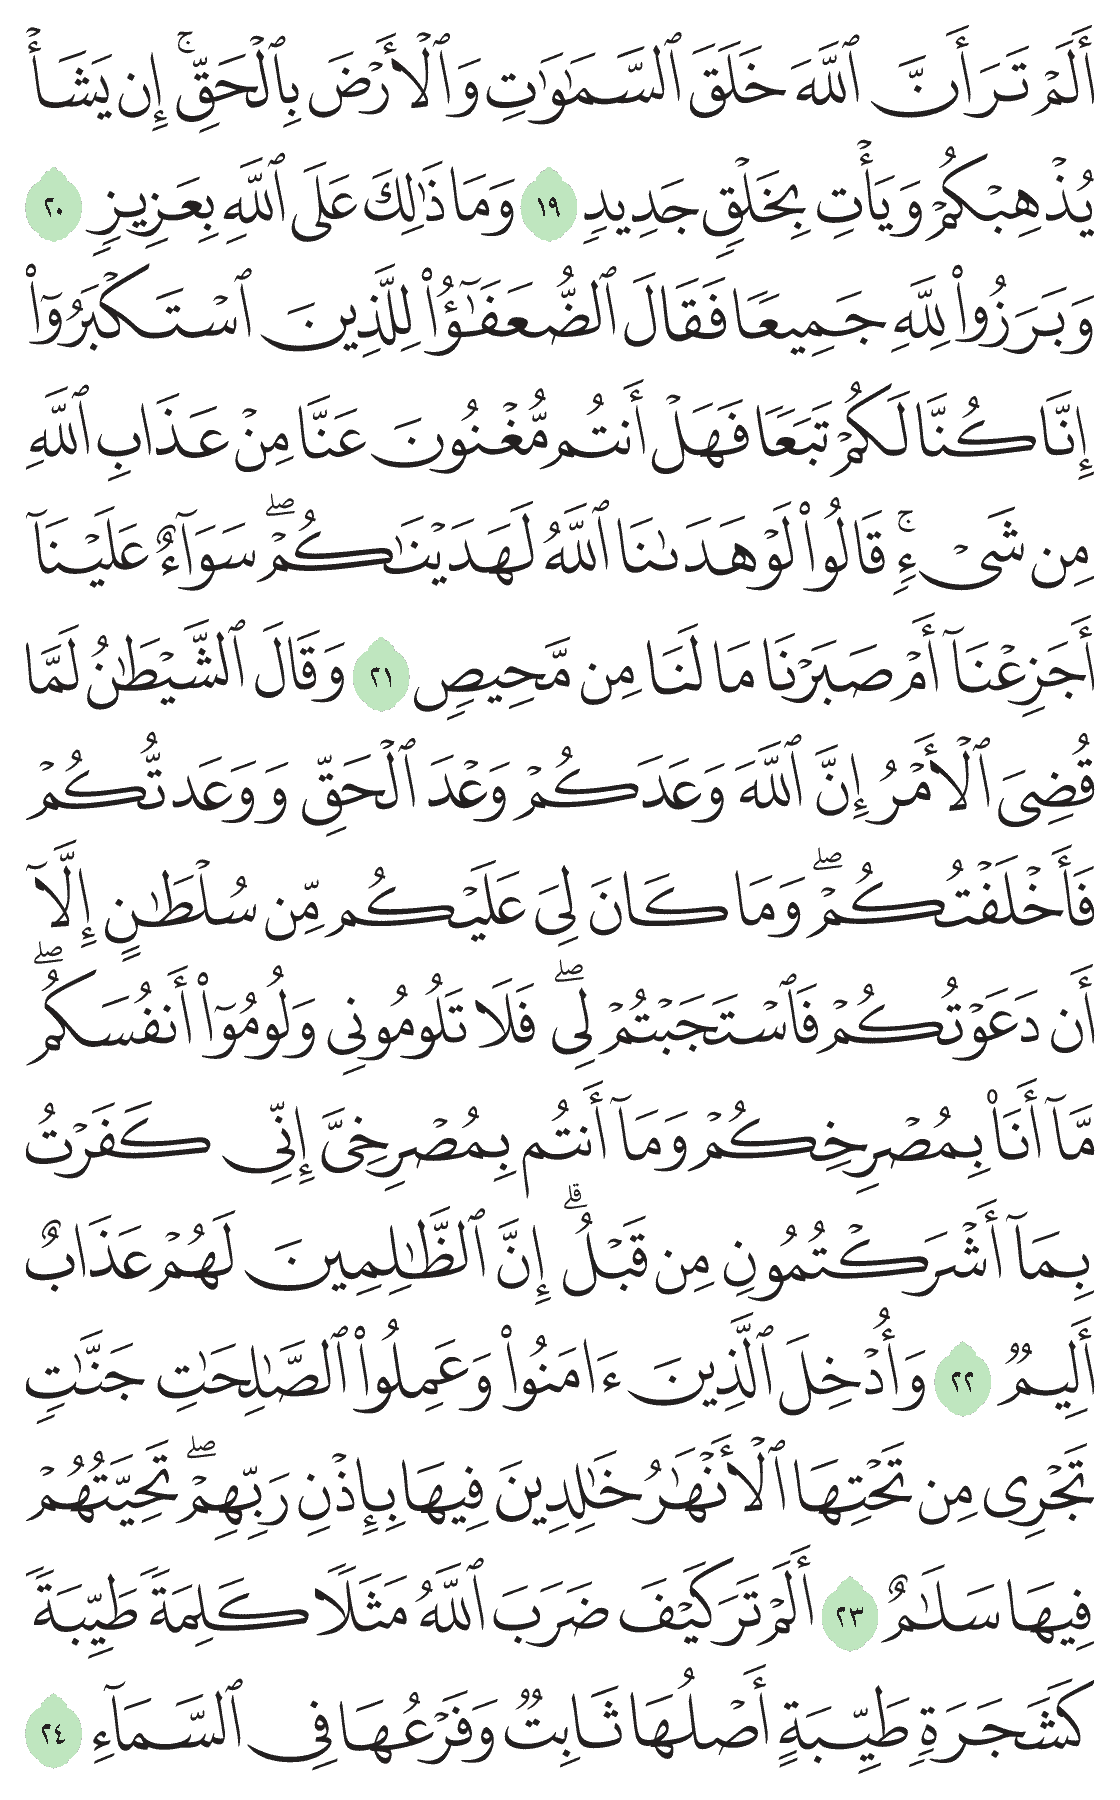 أَلَمْ تَرَ أَنَّ ٱللَّهَ خَلَقَ ٱلسَّمَٰوَٰتِ وَٱلْأَرْضَ بِٱلْحَقِّ ۚ إِن يَشَأْ
يُذْهِبْكُمْ وَيَأْتِ بِخَلْقٍ جَدِيدٍ ١٩ وَمَا ذَٰلِكَ عَلَى ٱللَّهِ بِعَزِيزٍ ٢٠
وَبَرَزُوا۟ لِلَّهِ جَمِيعًا فَقَالَ ٱلضُّعَفَٰٓؤُا۟ لِلَّذِينَ ٱسْتَكْبَرُوٓا۟
إِنَّا كُنَّا لَكُمْ تَبَعًا فَهَلْ أَنتُم مُّغْنُونَ عَنَّا مِنْ عَذَابِ ٱللَّهِ
مِن شَىْءٍ ۚ قَالُوا۟ لَوْ هَدَىٰنَا ٱللَّهُ لَهَدَيْنَٰكُمْ ۖ سَوَآءٌ عَلَيْنَآ
أَجَزِعْنَآ أَمْ صَبَرْنَا مَا لَنَا مِن مَّحِيصٍ ٢١ وَقَالَ ٱلشَّيْطَٰنُ لَمَّا
قُضِىَ ٱلْأَمْرُ إِنَّ ٱللَّهَ وَعَدَكُمْ وَعْدَ ٱلْحَقِّ وَوَعَدتُّكُمْ
فَأَخْلَفْتُكُمْ ۖ وَمَا كَانَ لِىَ عَلَيْكُم مِّن سُلْطَٰنٍ إِلَّآ
أَن دَعَوْتُكُمْ فَٱسْتَجَبْتُمْ لِى ۖ فَلَا تَلُومُونِى وَلُومُوٓا۟ أَنفُسَكُم ۖ
مَّآ أَنَا۠ بِمُصْرِخِكُمْ وَمَآ أَنتُم بِمُصْرِخِىَّ ۖ إِنِّى كَفَرْتُ
بِمَآ أَشْرَكْتُمُونِ مِن قَبْلُ ۗ إِنَّ ٱلظَّٰلِمِينَ لَهُمْ عَذَابٌ
أَلِيمٌ ٢٢ وَأُدْخِلَ ٱلَّذِينَ ءَامَنُوا۟ وَعَمِلُوا۟ ٱلصَّٰلِحَٰتِ جَنَّٰتٍ
تَجْرِى مِن تَحْتِهَا ٱلْأَنْهَٰرُ خَٰلِدِينَ فِيهَا بِإِذْنِ رَبِّهِمْ ۖ تَحِيَّتُهُمْ
فِيهَا سَلَٰمٌ ٢٣ أَلَمْ تَرَ كَيْفَ ضَرَبَ ٱللَّهُ مَثَلًا كَلِمَةً طَيِّبَةً
كَشَجَرَةٍ طَيِّبَةٍ أَصْلُهَا ثَابِتٌ وَفَرْعُهَا فِى ٱلسَّمَآءِ ٢٤